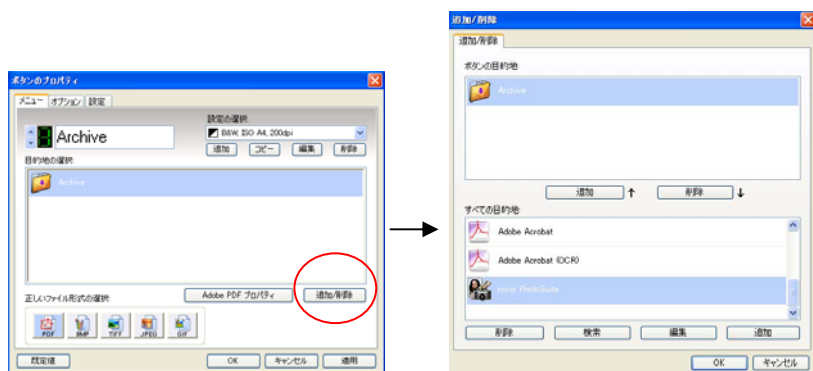 ボタンのプロパティ
メニュー オプション 設定
設定の選択
Archive
B&W, ISO A4, 200dpi
追加 コピー 編集 削除
目的地の選択
Archive
Adobe PDF プロパティ 追加/削除
正しいファイル形式の選択
PDF BMP TIFF JPEG GIF
既定値 OK キャンセル 適用
追加/削除
追加/削除
ボタンの目的地
Archive
追加 ↑ 削除 ↓
すべての目的地
Adobe Acrobat
Adobe Acrobat (OCR)
roxio PhotoSuite
削除 検索 編集 追加
OK キャンセル